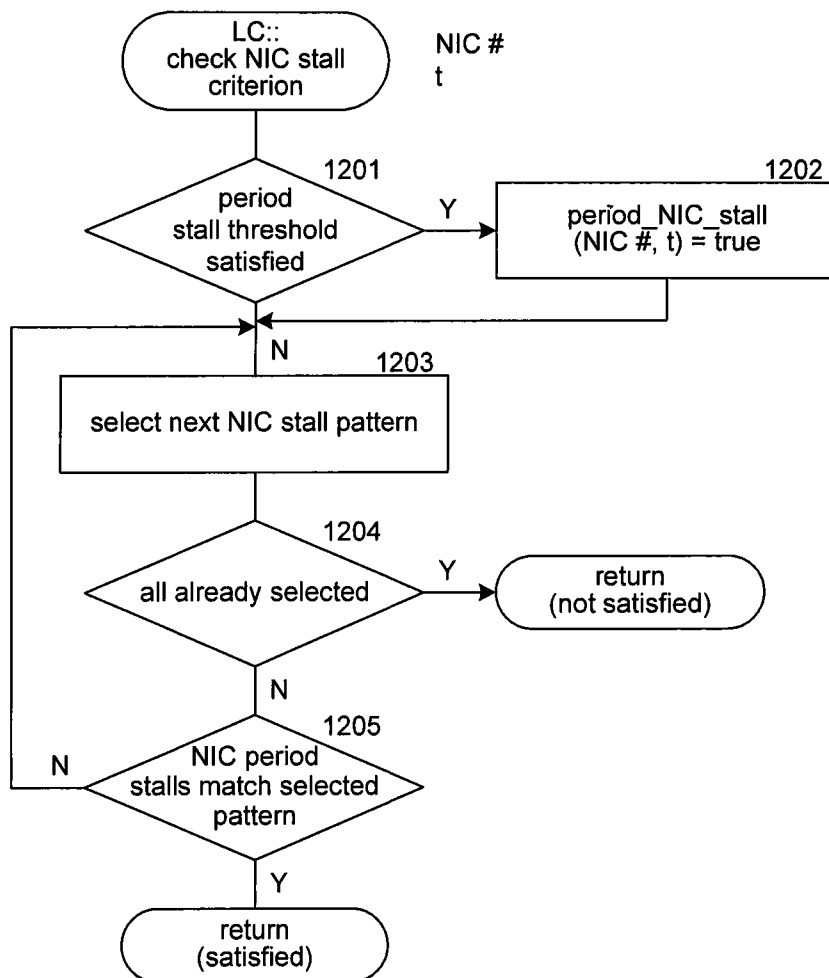 LC::
check NIC stall
criterion
NIC #
t
1201
period
stall threshold
satisfied
Y
1202
period_NIC_stall
(NIC #, t) = true
N
1203
select next NIC stall pattern
1204
all already selected
Y
return
(not satisfied)
N
1205
NIC period
stalls match selected
pattern
N
Y
return
(satisfied)